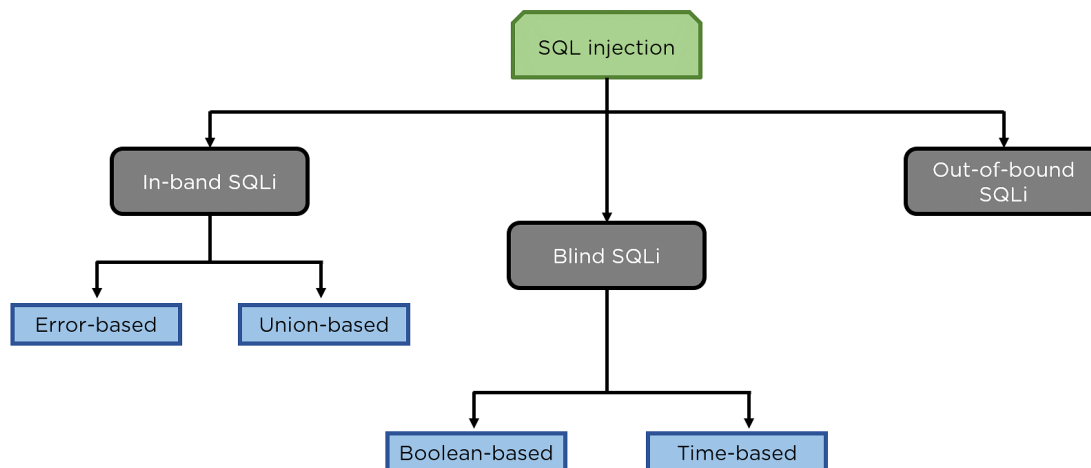 SQL injection
In-band SQLi
Out-of-bound
SQLi
Blind SQLi
Error-based
Union-based
Boolean-based
Time-based